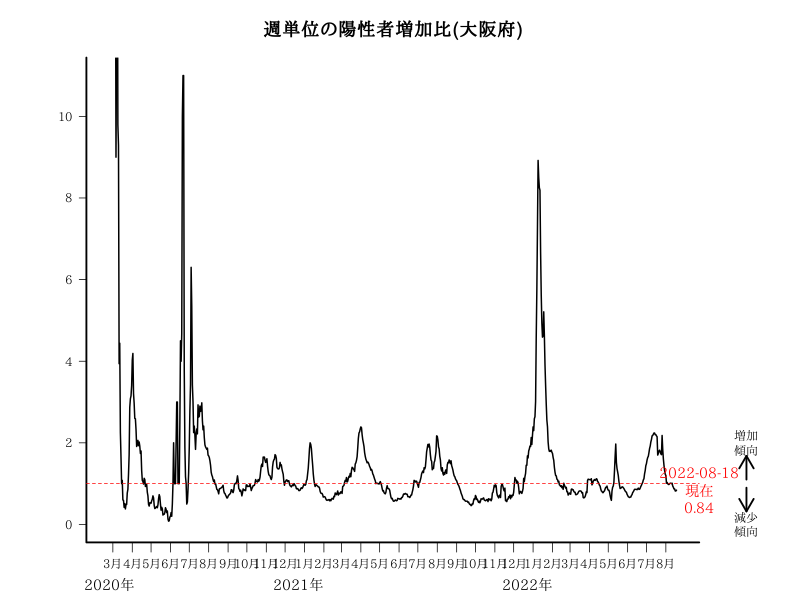 週単位の陽性者増加比(大阪府)
10
8
6
4
2
0
増加
傾向
2022-08-18
現在
0.84
減少
傾向
3月4月5月6月7月8月9月10月11月12月1月2月3月4月5月6月7月8月9月10月11月12月1月2月3月4月5月6月7月8月
2020年 2021年 2022年